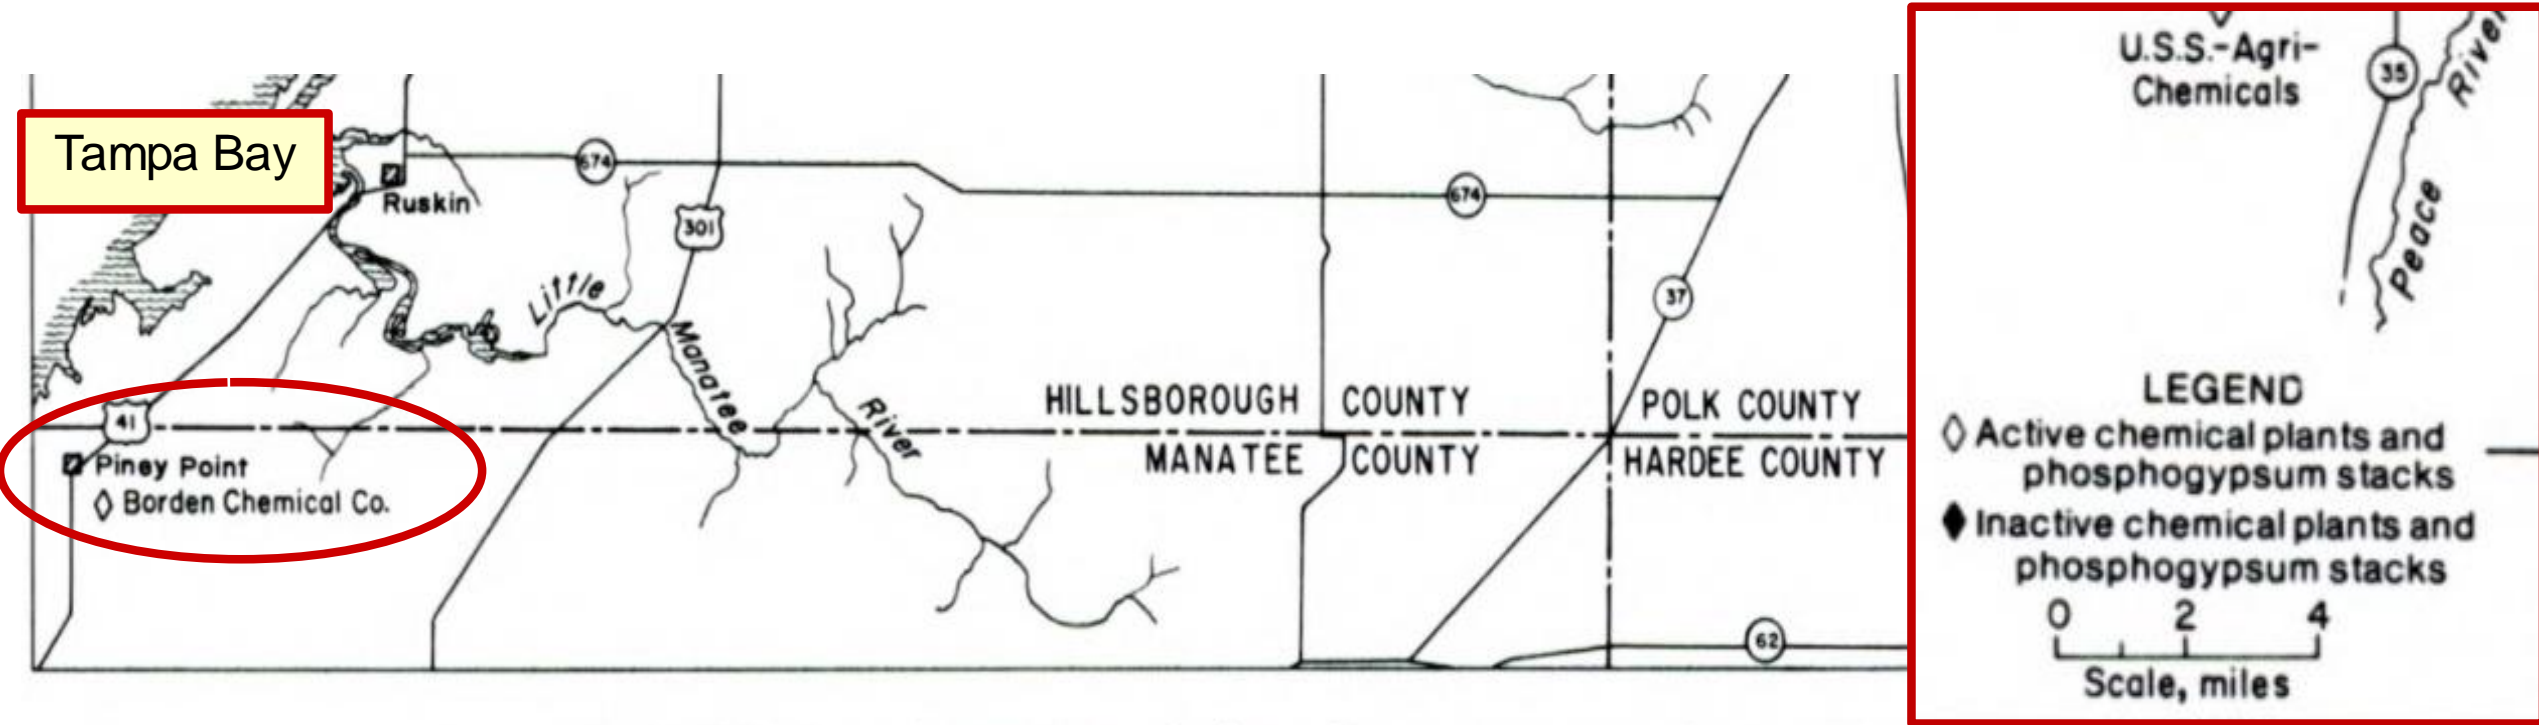 Tampa Bay
Ruskin
674
301
674
37
Little
Manatee
River
HILLSBOROUGH COUNTY
POLK COUNTY
MANATEE COUNTY
HARDEE COUNTY
41
Piney Point
Borden Chemical Co.
62
U.S.S.-Agri-
Chemicals
35
Peace River
LEGEND
Active chemical plants and
phosphogypsum stacks
Inactive chemical plants and
phosphogypsum stacks
0 2 4
Scale, miles